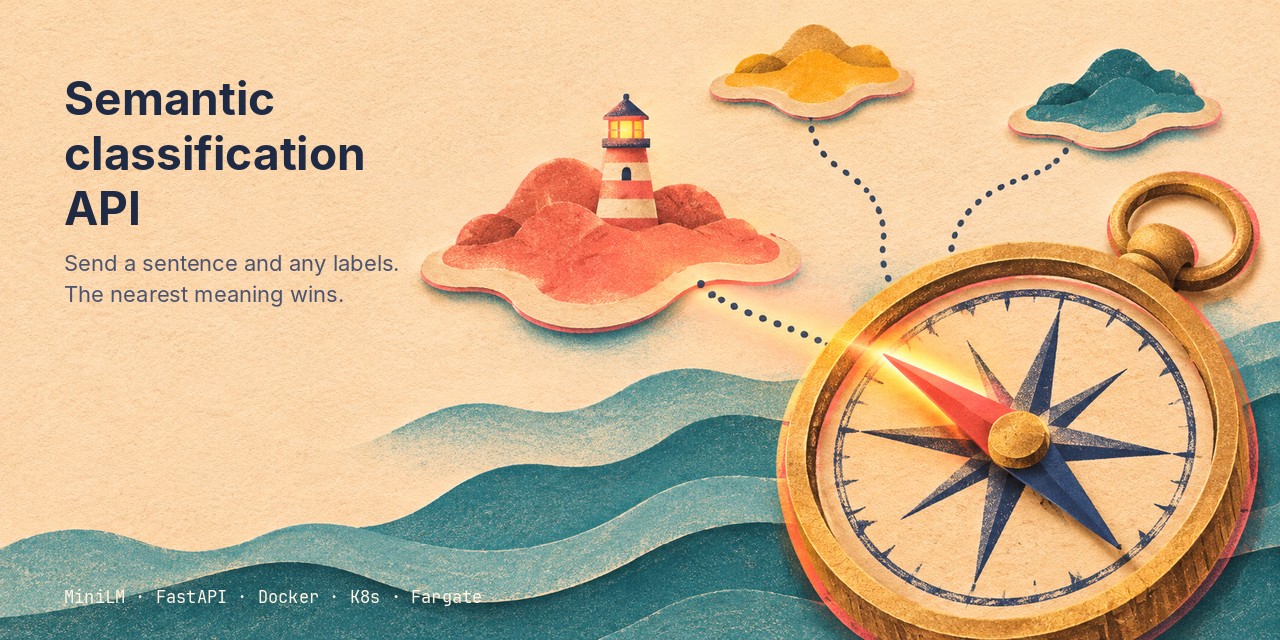 Semantic
classification
API
Send a sentence and any labels.
The nearest meaning wins.
MiniLM · FastAPI · Docker · K8s · Fargate